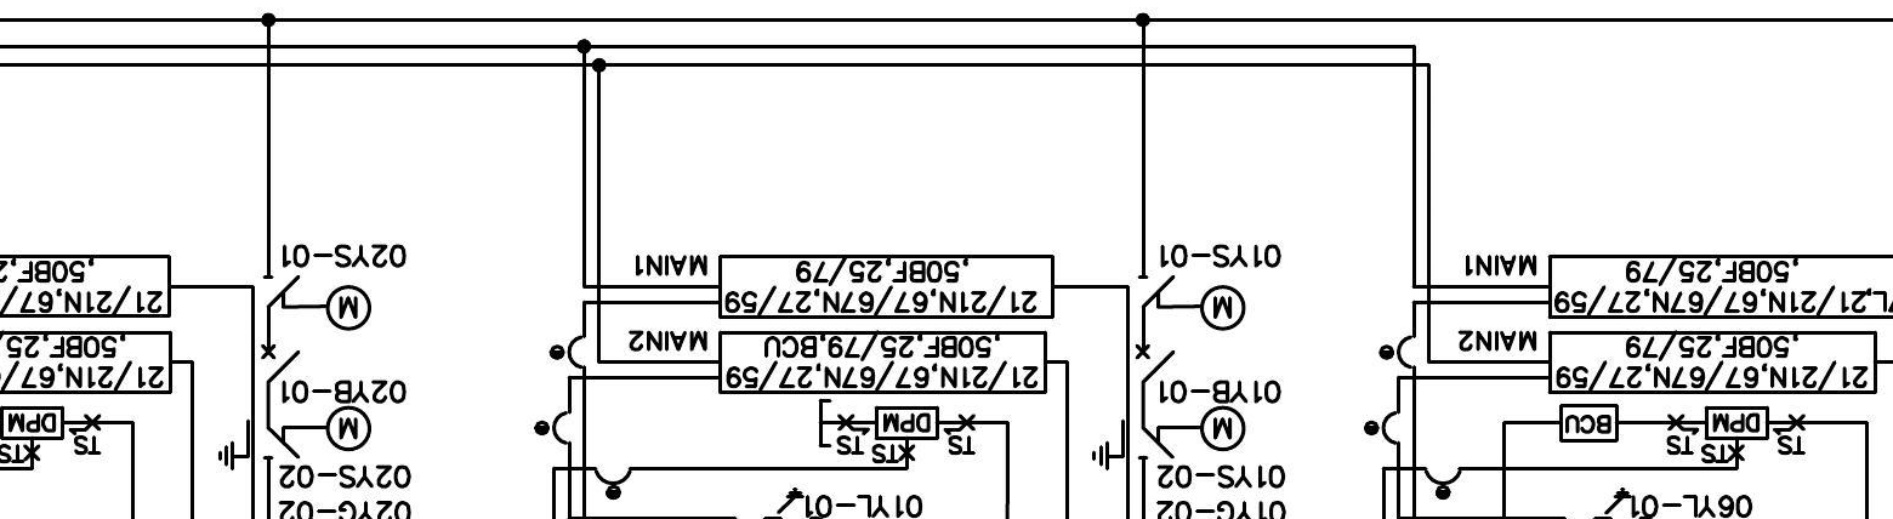 06YL-01
01YG-02
01YL-01
02YG-02
01YS-02
02YS-02
TS
TS
TS
TS
TS
TS
TS
TS
DPM
BCU
M
DPM
M
DPM
01YB-01
02YB-01
21/21N,67/67N,27/59
,50BF,25/79
MAIN2
21/21N,67/67N,27/59
,50BF,25/79,BCU
MAIN2
21/21N,67/
,50BF,25
21/21N,67/67N,27/59
,50BF,25/79
MAIN1
M
21/21N,67/67N,27/59
,50BF,25/79
MAIN1
M
21/21N,67/
,50BF,2
01YS-01
02YS-01